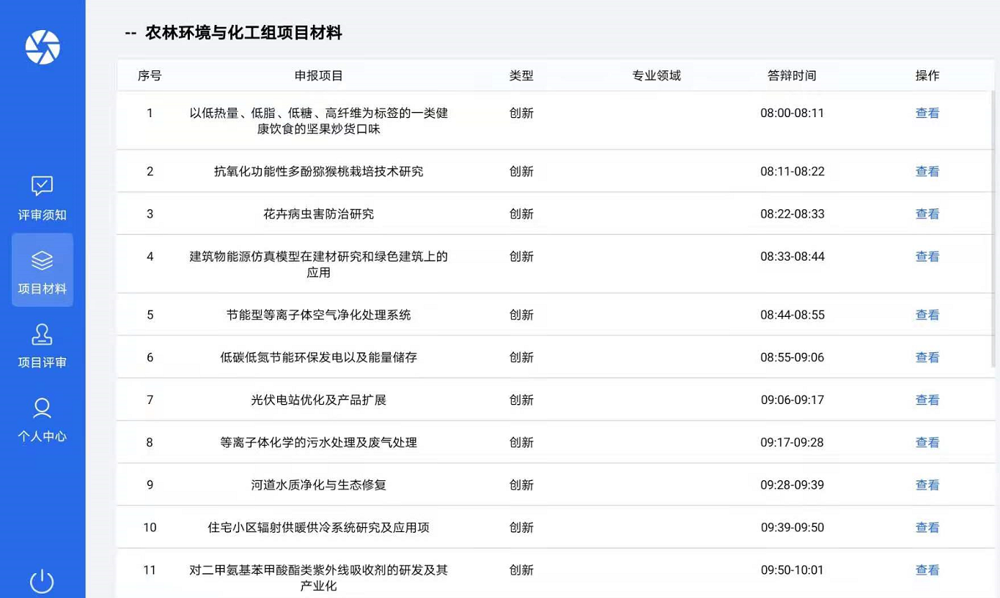 -- 农林环境与化工组项目材料
序号 申报项目 类型 专业领域 答辩时间 操作
1 以低热量、低脂、低糖、高纤维为标签的一类健 创新 08:00-08:11 查看
康饮食的坚果炒货口味
2 抗氧化功能性多酚猕猴桃栽培技术研究 创新 08:11-08:22 查看
3 花卉病虫害防治研究 创新 08:22-08:33 查看
4 建筑物能源仿真模型在建材研究和绿色建筑上的 创新 08:33-08:44 查看
应用
5 节能型等离子体空气净化处理系统 创新 08:44-08:55 查看
6 低碳低氮节能环保发电以及能量储存 创新 08:55-09:06 查看
7 光伏电站优化及产品扩展 创新 09:06-09:17 查看
8 等离子体化学的污水处理及废气处理 创新 09:17-09:28 查看
9 河道水质净化与生态修复 创新 09:28-09:39 查看
10 住宅小区辐射供暖供冷系统研究及应用项 创新 09:39-09:50 查看
11 对二甲氨基苯甲酸酯类紫外线吸收剂的研发及其 创新 09:50-10:01 查看
产业化
评审须知
项目材料
项目评审
个人中心